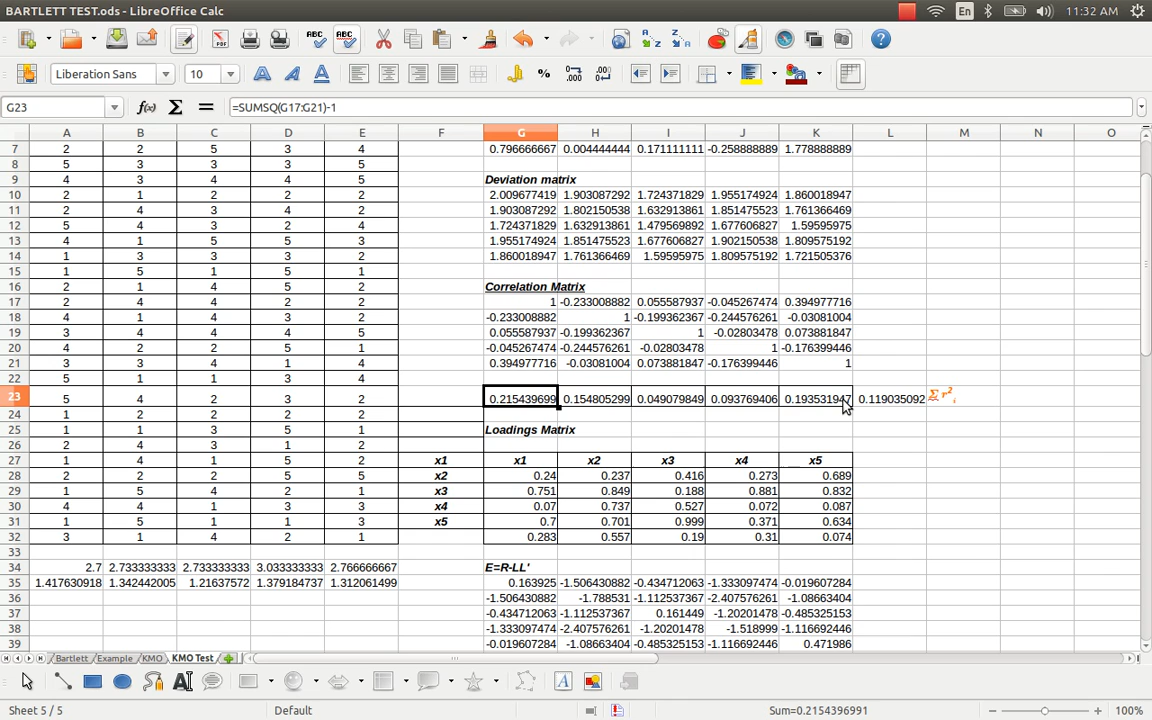 BARTLETT TEST.ods - LibreOffice Calc En 11:32 AM
Liberation Sans 10
G23 =SUMSQ(G17:G21)-1
A B C D E F G H I J K L M N O
7 2 2 5 3 4 0.796666667 0.004444444 0.171111111 -0.258888889 1.778888889
8 5 3 3 3 5
9 4 3 4 4 5 Deviation matrix
10 2 1 2 2 2 2.009677419 1.903087292 1.724371829 1.955174924 1.860018947
11 2 4 3 4 2 1.903087292 1.802150538 1.632913861 1.851475523 1.761366469
12 5 4 3 2 4 1.724371829 1.632913861 1.479569892 1.677606827 1.59595975
13 4 1 5 5 3 1.955174924 1.851475523 1.677606827 1.902150538 1.809575192
14 1 3 3 3 2 1.860018947 1.761366469 1.59595975 1.809575192 1.721505376
15 1 5 1 5 1
16 2 1 4 5 2 Correlation Matrix
17 2 4 4 2 2 1 -0.233008882 0.055587937 -0.045267474 0.394977716
18 4 1 4 3 2 -0.233008882 1 -0.199362367 -0.244576261 -0.03081004
19 3 4 4 4 5 0.055587937 -0.199362367 1 -0.02803478 0.073881847
20 4 2 2 5 1 -0.045267474 -0.244576261 -0.02803478 1 -0.176399446
21 3 3 4 1 4 0.394977716 -0.03081004 0.073881847 -0.176399446 1
22 5 1 1 3 4
23 5 4 2 3 2 0.215439699 0.154805299 0.049079849 0.093769406 0.193531947 0.119035092 Σ r²
24 1 2 2 2 2
25 1 1 3 5 1 Loadings Matrix
26 2 4 3 1 2
27 1 4 1 5 2 x1 x1 x2 x3 x4 x5
28 2 2 2 5 5 x2 0.24 0.237 0.416 0.273 0.689
29 1 5 4 2 1 x3 0.751 0.849 0.188 0.881 0.832
30 4 4 1 3 3 x4 0.07 0.737 0.527 0.072 0.087
31 1 5 1 1 3 x5 0.7 0.701 0.999 0.371 0.634
32 3 1 4 2 1 0.283 0.557 0.19 0.31 0.074
33
34 2.7 2.733333333 2.733333333 3.033333333 2.766666667 E=R-LL'
35 1.417630918 1.342442005 1.21637572 1.379184737 1.312061499 0.163925 -1.506430882 -0.434712063 -1.333097474 -0.019607284
36 -1.506430882 -1.788531 -1.112537367 -2.407576261 -1.08663404
37 -0.434712063 -1.112537367 0.161449 -1.20201478 -0.485325153
38 -1.333097474 -2.407576261 -1.20201478 -1.518999 -1.116692446
39 -0.019607284 -1.08663404 -0.485325153 -1.116692446 0.471986
Bartlett Example KMO KMO Test
Sheet 5 / 5 Default Sum=0.2154396991 100%